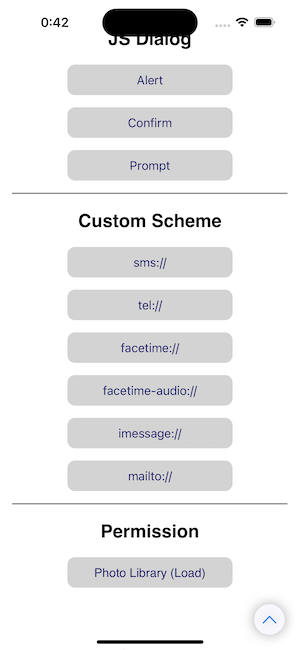 0:42
JS Dialog
Alert
Confirm
Prompt
Custom Scheme
sms://
tel://
facetime://
facetime-audio://
imessage://
mailto://
Permission
Photo Library (Load)